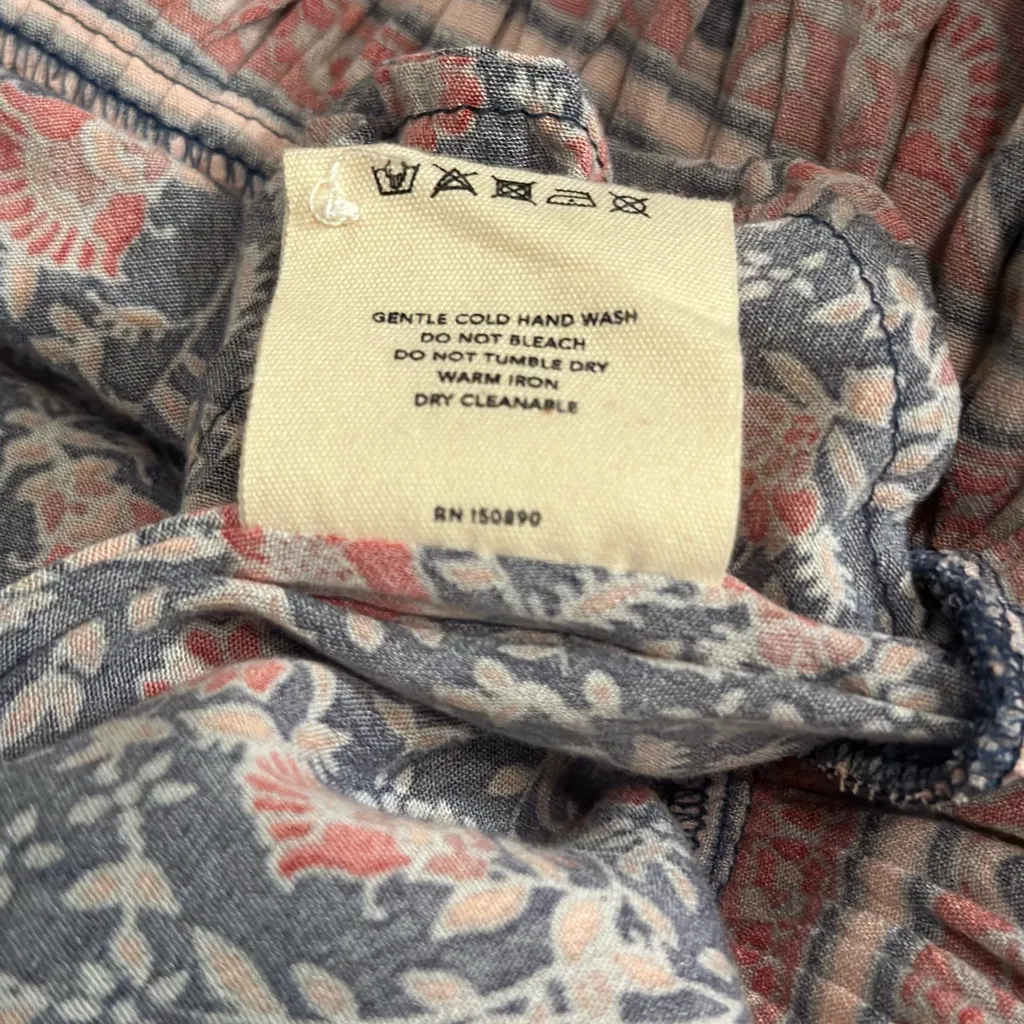 GENTLE COLD HAND WASH
DO NOT BLEACH
DO NOT TUMBLE DRY
WARM IRON
DRY CLEANABLE
RN 150890